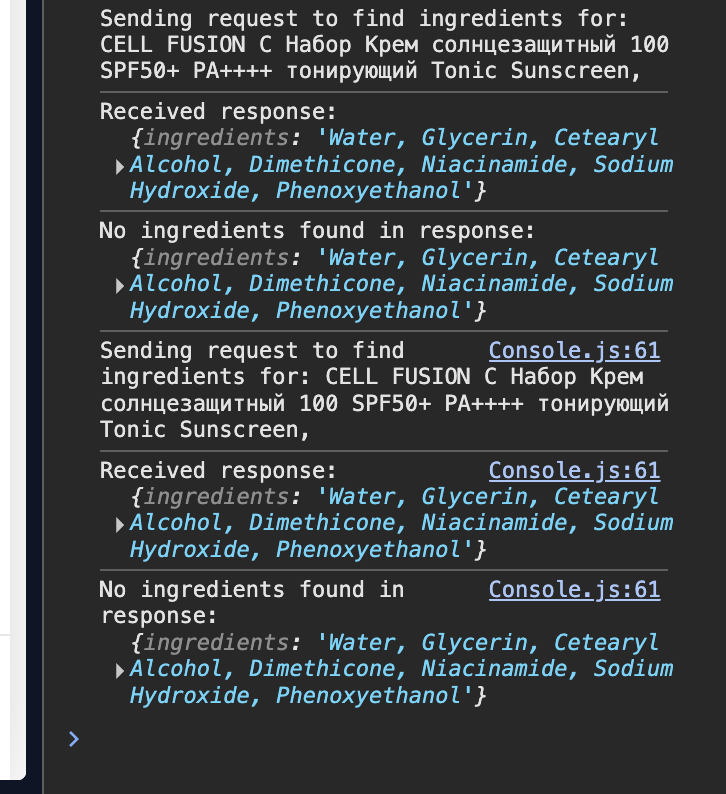 Sending request to find ingredients for:
CELL FUSION C Набор Крем солнцезащитный 100
SPF50+ PA++++ тонирующий Tonic Sunscreen,
Received response:
{ingredients: 'Water, Glycerin, Cetearyl
Alcohol, Dimethicone, Niacinamide, Sodium
Hydroxide, Phenoxyethanol'}
No ingredients found in response:
{ingredients: 'Water, Glycerin, Cetearyl
Alcohol, Dimethicone, Niacinamide, Sodium
Hydroxide, Phenoxyethanol'}
Sending request to find Console.js:61
ingredients for: CELL FUSION C Набор Крем
солнцезащитный 100 SPF50+ PA++++ тонирующий
Tonic Sunscreen,
Received response: Console.js:61
{ingredients: 'Water, Glycerin, Cetearyl
Alcohol, Dimethicone, Niacinamide, Sodium
Hydroxide, Phenoxyethanol'}
No ingredients found in Console.js:61
response:
{ingredients: 'Water, Glycerin, Cetearyl
Alcohol, Dimethicone, Niacinamide, Sodium
Hydroxide, Phenoxyethanol'}